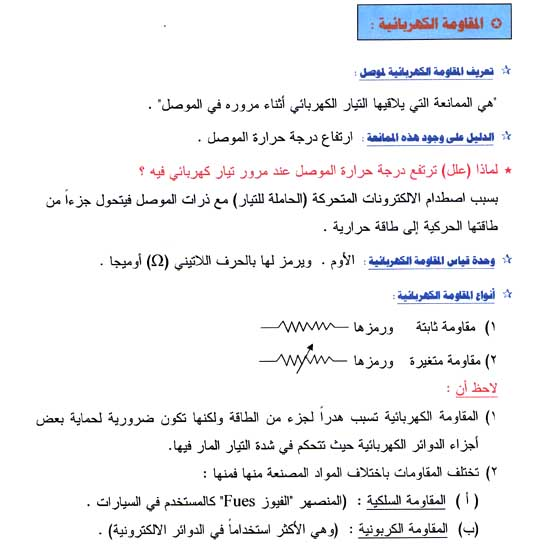 ✪ المقاومة الكهربائية :
☆ تعريف المقاومة الكهربائية لموصل :
"هي الممانعة التي يلاقيها التيار الكهربائي أثناء مروره في الموصل" .
☆ الدليل على وجود هذه الممانعة : ارتفاع درجة حرارة الموصل .
★ لماذا (علل) ترتفع درجة حرارة الموصل عند مرور تيار كهربائي فيه ؟
بسبب اصطدام الالكترونات المتحركة (الحاملة للتيار) مع ذرات الموصل فيتحول جزءاً من
طاقتها الحركية إلى طاقة حرارية .
☆ وحدة قياس المقاومة الكهربائية : الأوم . ويرمز لها بالحرف اللاتيني (Ω) أوميجا .
☆ أنواع المقاومة الكهربائية :
١) مقاومة ثابتة ورمزها
٢) مقاومة متغيرة ورمزها
لاحظ أن :
١) المقاومة الكهربائية تسبب هدراً لجزء من الطاقة ولكنها تكون ضرورية لحماية بعض
أجزاء الدوائر الكهربائية حيث تتحكم في شدة التيار المار فيها.
٢) تختلف المقاومات باختلاف المواد المصنعة منها فمنها :
( أ ) المقاومة السلكية : (المنصهر "الفيوز Fues" كالمستخدم في السيارات .
(ب) المقاومة الكربونية : (وهي الأكثر استخداماً في الدوائر الالكترونية) .